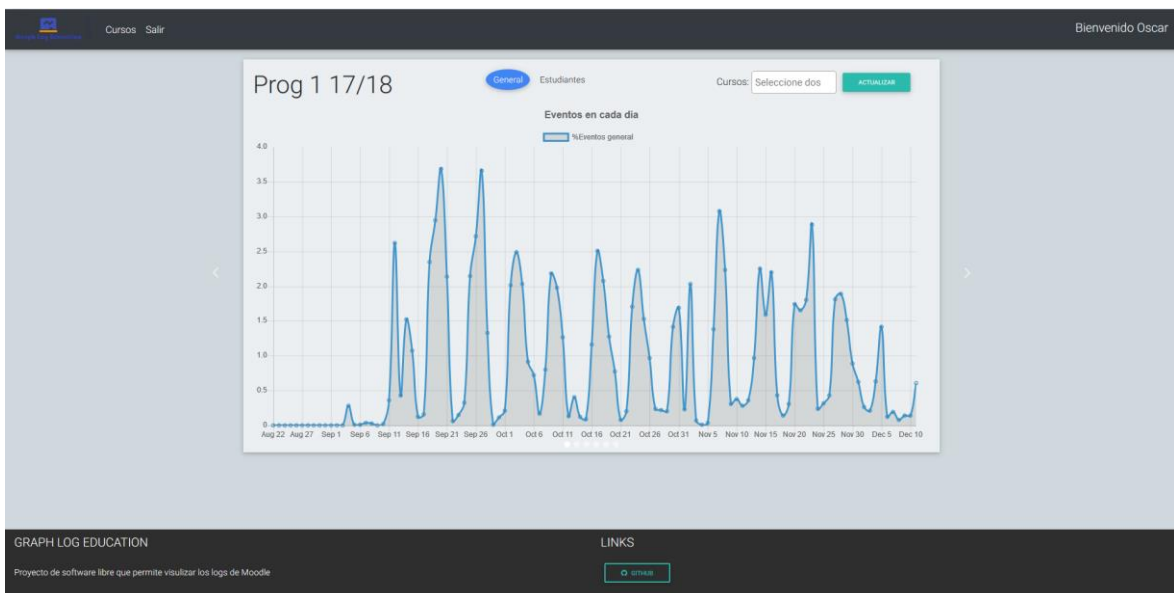 Cursos Salir
Bienvenido Oscar
Prog 1 17/18
General
Estudiantes
Cursos: Seleccione dos
ACTUALIZAR
Eventos en cada dia
%Eventos general
4.0
3.5
3.0
2.5
2.0
1.5
1.0
0.5
0
Aug 22 Aug 27 Sep 1 Sep 6 Sep 11 Sep 16 Sep 21 Sep 26 Oct 1 Oct 6 Oct 11 Oct 16 Oct 21 Oct 26 Oct 31 Nov 5 Nov 10 Nov 15 Nov 20 Nov 25 Nov 30 Dec 5 Dec 10
GRAPH LOG EDUCATION
Proyecto de software libre que permite visulizar los logs de Moodle
LINKS
GITHUB